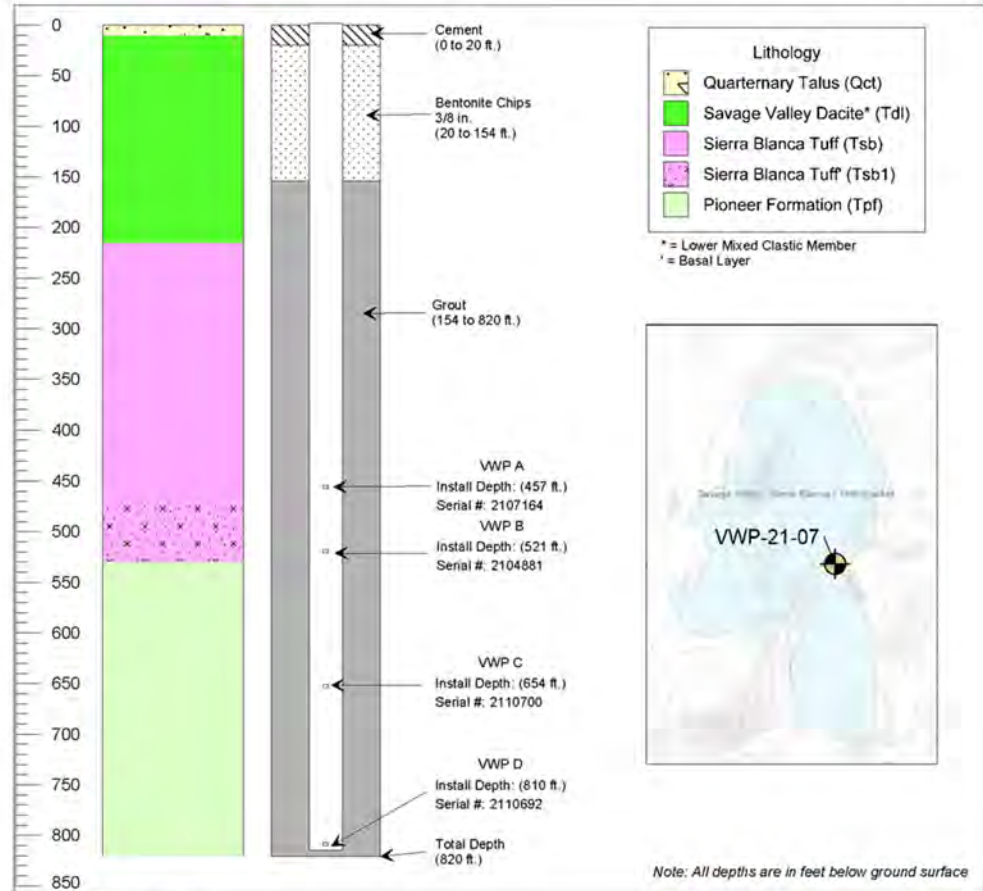 0
50
100
150
200
250
300
350
400
450
500
550
600
650
700
750
800
850
Cement
(0 to 20 ft.)
Bentonite Chips
3/8 in.
(20 to 154 ft.)
Grout
(154 to 820 ft.)
VWP A
Install Depth: (457 ft.)
Serial #: 2107164
VWP B
Install Depth: (521 ft.)
Serial #: 2104881
VWP C
Install Depth: (654 ft.)
Serial #: 2110700
VWP D
Install Depth: (810 ft.)
Serial #: 2110692
Total Depth
(820 ft.)
Lithology
Quarternary Talus (Qct)
Savage Valley Dacite* (Tdl)
Sierra Blanca Tuff (Tsb)
Sierra Blanca Tuff' (Tsb1)
Pioneer Formation (Tpf)
* = Lower Mixed Clastic Member
' = Basal Layer
VWP-21-07
Note: All depths are in feet below ground surface